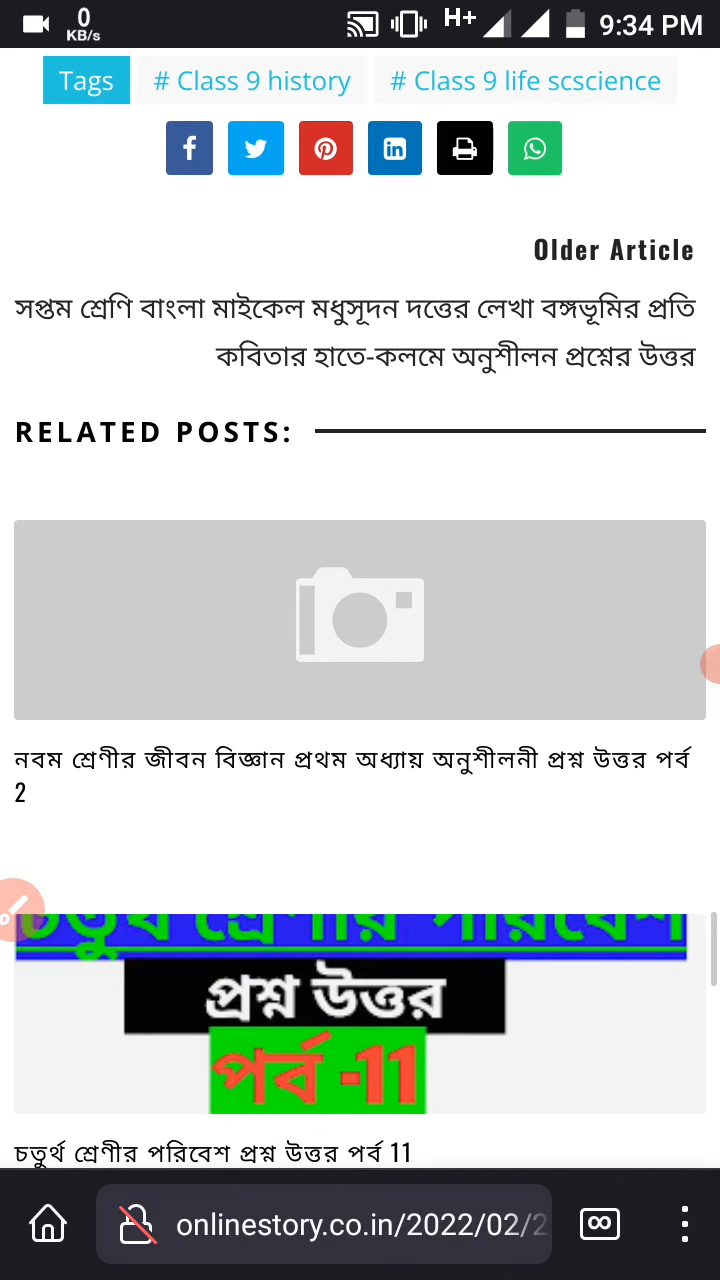 0
KB/s
H+
9:34 PM
Tags
# Class 9 history
# Class 9 life scscience
Older Article
সপ্তম শ্রেণি বাংলা মাইকেল মধুসূদন দত্তের লেখা বঙ্গভূমির প্রতি
কবিতার হাতে-কলমে অনুশীলন প্রশ্নের উত্তর
RELATED POSTS:
নবম শ্রেণীর জীবন বিজ্ঞান প্রথম অধ্যায় অনুশীলনী প্রশ্ন উত্তর পর্ব
2
চতুর্থ শ্রেণীর পরিবেশ
প্রশ্ন উত্তর
পর্ব -11
চতুর্থ শ্রেণীর পরিবেশ প্রশ্ন উত্তর পর্ব 11
onlinestory.co.in/2022/02/2